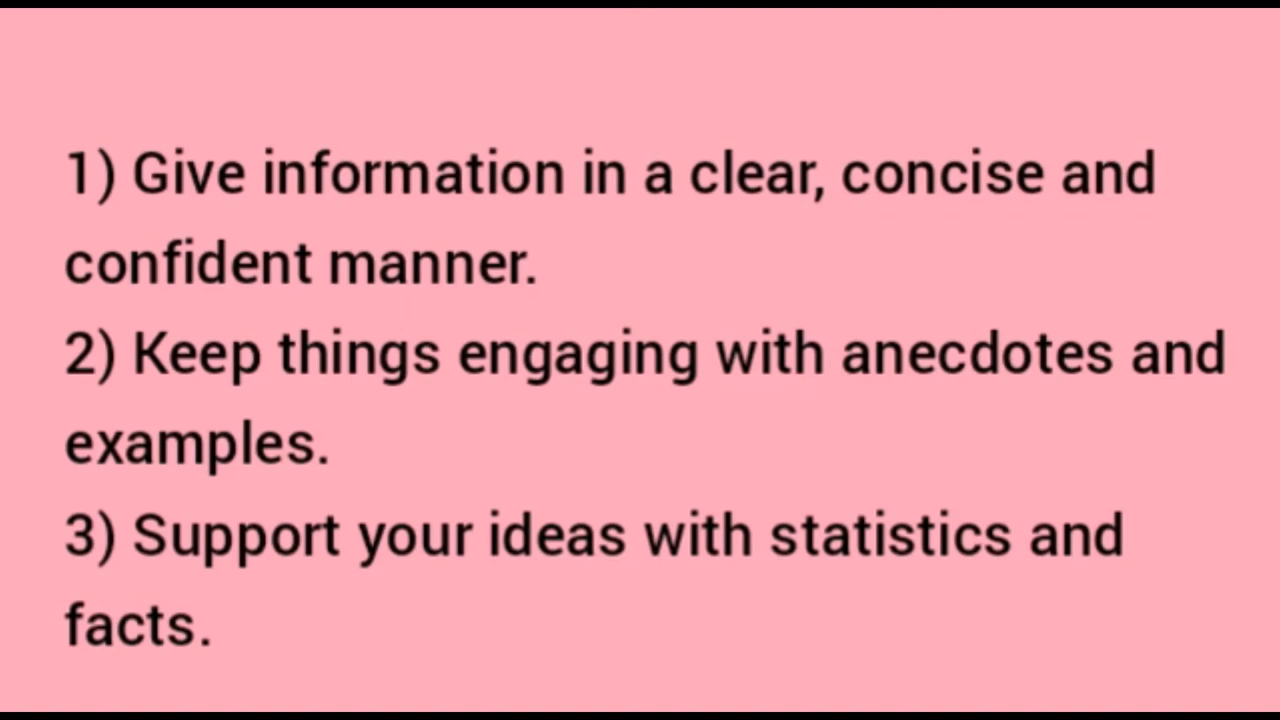 1) Give information in a clear, concise and
confident manner.
2) Keep things engaging with anecdotes and
examples.
3) Support your ideas with statistics and
facts.